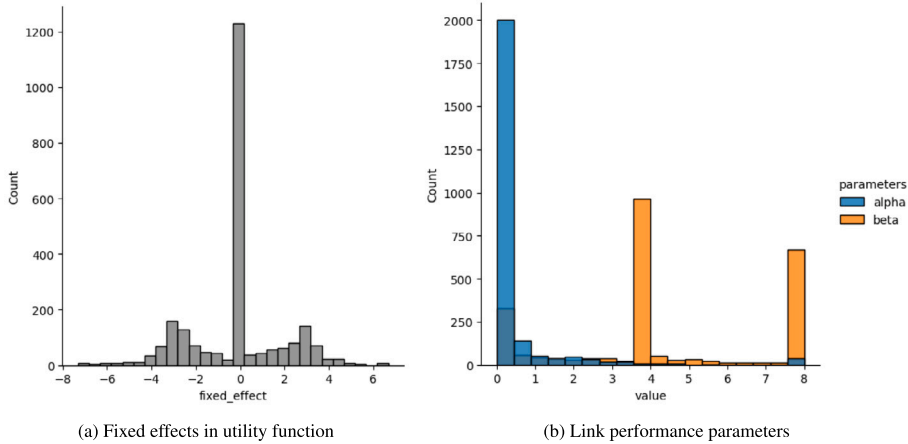 1200
1000
800
600
400
200
0
Count
−8 −6 −4 −2 0 2 4 6
fixed_effect
(a) Fixed effects in utility function
2000
1750
1500
1250
1000
750
500
250
0
Count
0 1 2 3 4 5 6 7 8
value
parameters
alpha
beta
(b) Link performance parameters